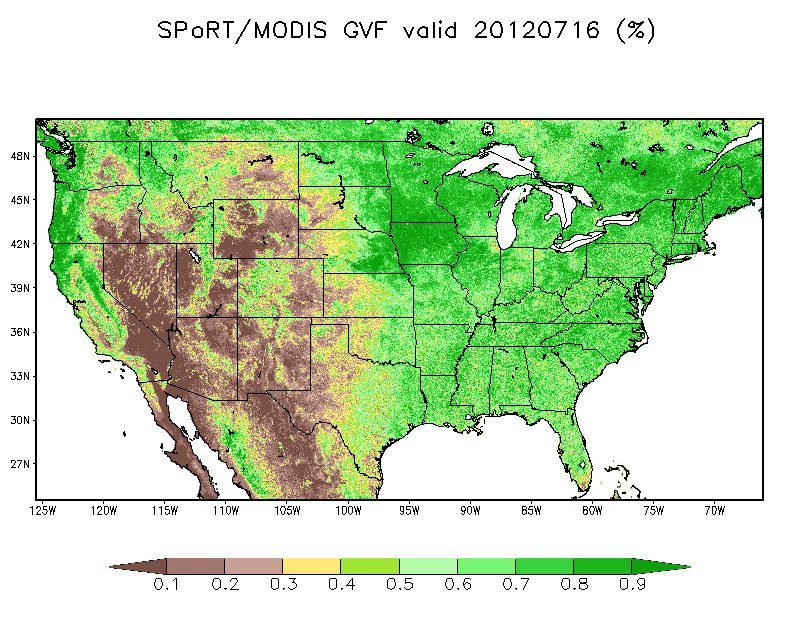 SPoRT/MODIS GVF valid 20120716 (%)
48N
45N
42N
39N
36N
33N
30N
27N
125W 120W 115W 110W 105W 100W 95W 90W 85W 80W 75W 70W
0.1 0.2 0.3 0.4 0.5 0.6 0.7 0.8 0.9